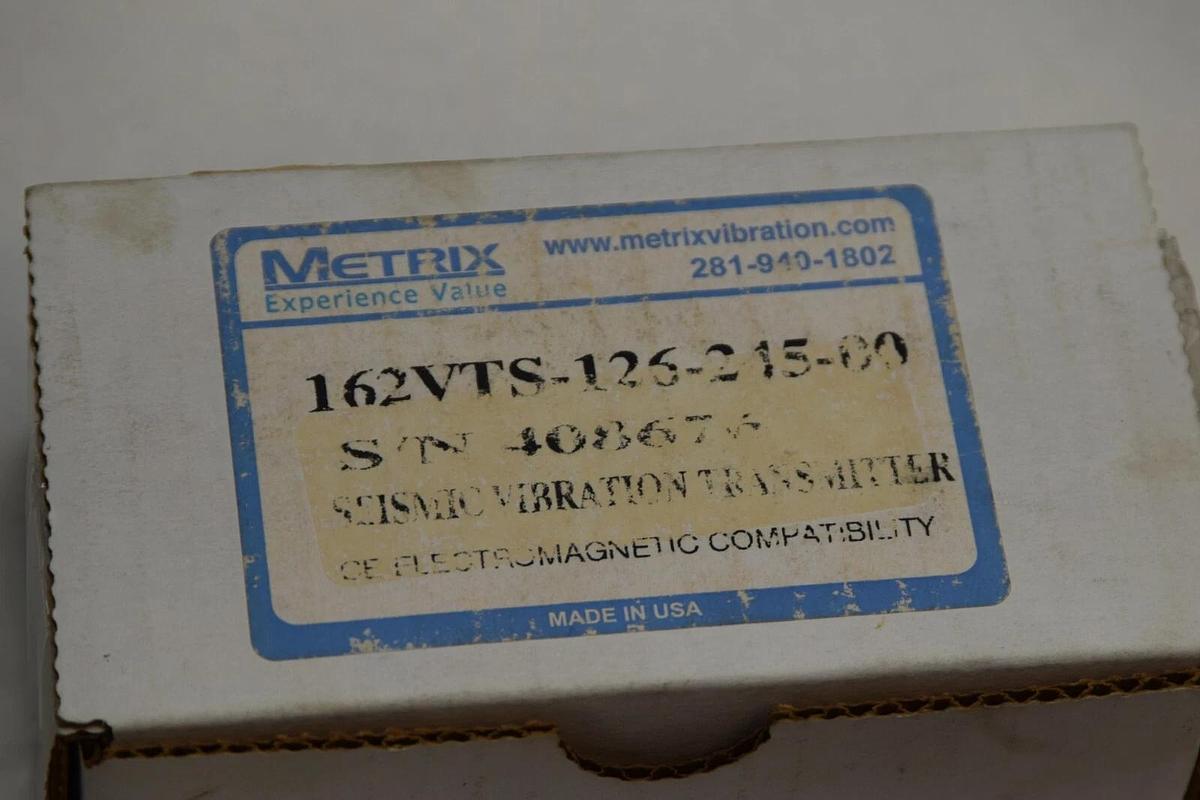 METRIX
Experience Value
www.metrixvibration.com
281-940-1802
162VTS-126-245-00
S/N
SEISMIC VIBRATION TRANSMITTER
CE ELECTROMAGNETIC COMPATIBILITY
MADE IN USA